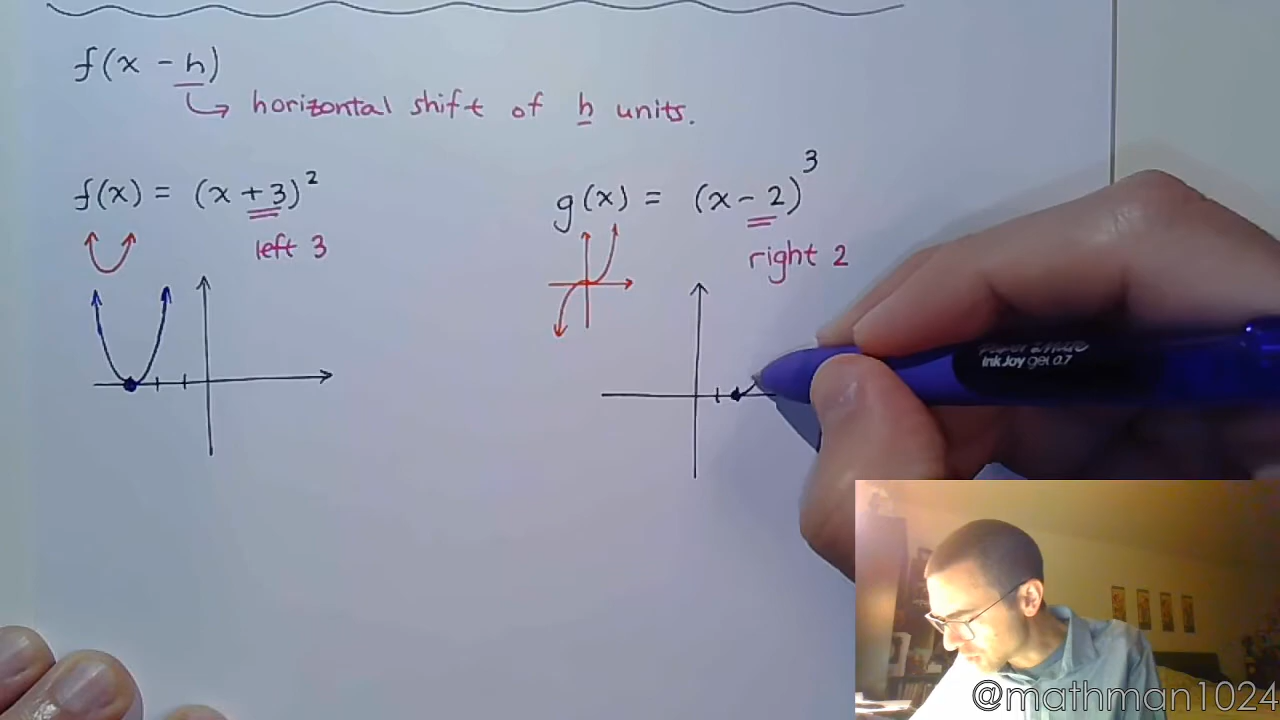 f(x - h)
horizontal shift of h units.
f(x) = (x + 3)²
left 3
g(x) = (x - 2)³
right 2
InkJoy gel 0.7
@mathman1024